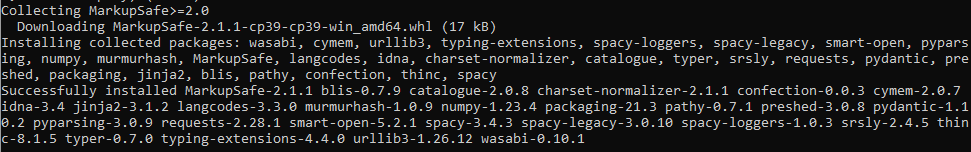 Collecting MarkupSafe>=2.0
  Downloading MarkupSafe-2.1.1-cp39-cp39-win_amd64.whl (17 kB)
Installing collected packages: wasabi, cymem, urllib3, typing-extensions, spacy-loggers, spacy-legacy, smart-open, pypars
ing, numpy, murmurhash, MarkupSafe, langcodes, idna, charset-normalizer, catalogue, typer, srsly, requests, pydantic, pre
shed, packaging, jinja2, blis, pathy, confection, thinc, spacy
Successfully installed MarkupSafe-2.1.1 blis-0.7.9 catalogue-2.0.8 charset-normalizer-2.1.1 confection-0.0.3 cymem-2.0.7
idna-3.4 jinja2-3.1.2 langcodes-3.3.0 murmurhash-1.0.9 numpy-1.23.4 packaging-21.3 pathy-0.7.1 preshed-3.0.8 pydantic-1.1
0.2 pyparsing-3.0.9 requests-2.28.1 smart-open-5.2.1 spacy-3.4.3 spacy-legacy-3.0.10 spacy-loggers-1.0.3 srsly-2.4.5 thin
c-8.1.5 typer-0.7.0 typing-extensions-4.4.0 urllib3-1.26.12 wasabi-0.10.1